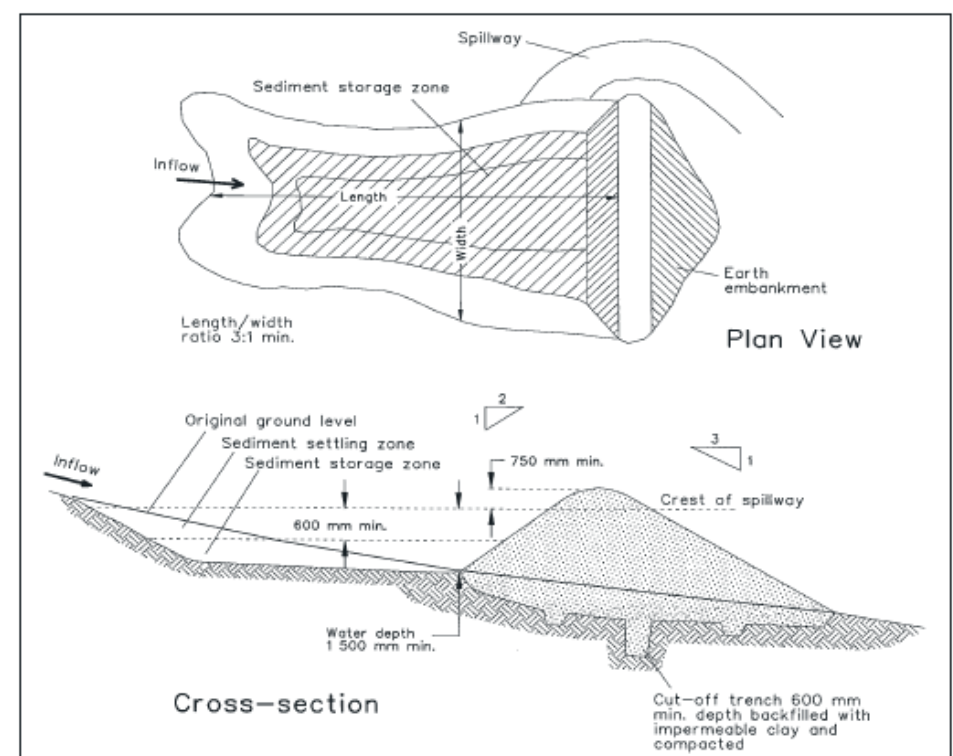 Spillway
Sediment storage zone
Inflow
Length
Width
Earth
embankment
Length/width
ratio 3:1 min.
Plan View
2
1
Original ground level
Sediment settling zone
Sediment storage zone
3
1
Inflow
750 mm min.
Crest of spillway
600 mm min.
Water depth
1 500 mm min.
Cross-section
Cut-off trench 600 mm
min. depth backfilled with
impermeable clay and
compacted